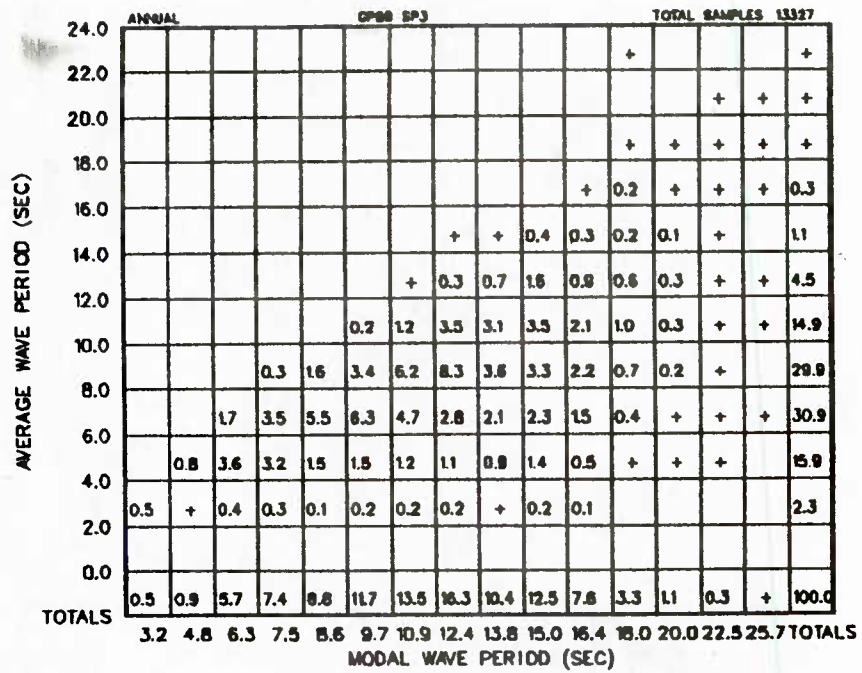 ANNUAL SP3 TOTAL SAMPLES 13327
24.0
+ +
22.0
+ + +
20.0
+ + + + +
18.0
+ 0.2 + + + 0.3
16.0
+ + 0.4 0.3 0.2 0.1 + 1.1
14.0
+ 0.3 0.7 1.6 0.9 0.6 0.3 + + 4.5
12.0
0.2 1.2 3.5 3.1 3.5 2.1 1.0 0.3 + + 14.9
10.0
0.3 1.6 3.4 6.2 8.3 3.6 3.3 2.2 0.7 0.2 + 29.9
8.0
1.7 3.5 5.5 6.3 4.7 2.8 2.1 2.3 1.5 0.4 + + + 30.9
6.0
0.8 3.6 3.2 1.5 1.5 1.2 1.1 0.9 1.4 0.5 + + + 15.9
4.0
0.5 + 0.4 0.3 0.1 0.2 0.2 0.2 + 0.2 0.1 2.3
2.0
0.0
TOTALS 0.5 0.9 5.7 7.4 8.8 11.7 13.5 16.3 10.4 12.5 7.6 3.3 1.1 0.3 + 100.0
3.2 4.8 6.3 7.5 8.6 9.7 10.9 12.4 13.8 15.0 16.4 18.0 20.0 22.5 25.7 TOTALS
MODAL WAVE PERIOD (SEC)
AVERAGE WAVE PERIOD (SEC)